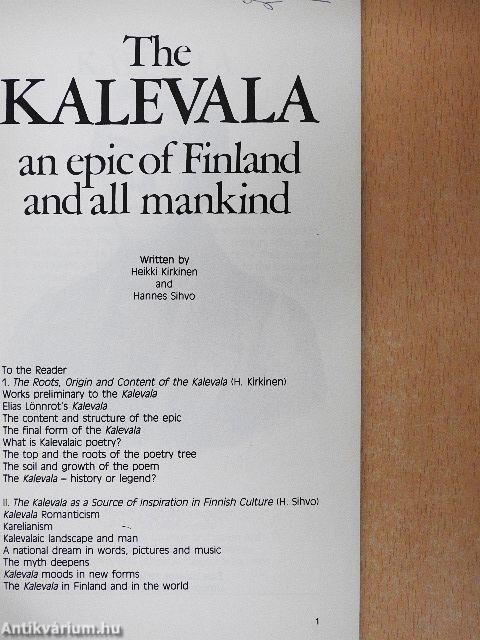 The
KALEVALA
an epic of Finland
and all mankind
Written by
Heikki Kirkinen
and
Hannes Sihvo
To the Reader
1. The Roots, Origin and Content of the Kalevala (H. Kirkinen)
Works preliminary to the Kalevala
Elias Lönnrot's Kalevala
The content and structure of the epic
The final form of the Kalevala
What is Kalevalaic poetry?
The top and the roots of the poetry tree
The soil and growth of the poem
The Kalevala – history or legend?
II. The Kalevala as a Source of Inspiration in Finnish Culture (H. Sihvo)
Kalevala Romanticism
Karelianism
Kalevalaic landscape and man
A national dream in words, pictures and music
The myth deepens
Kalevala moods in new forms
The Kalevala in Finland and in the world
1
Antikvárium.hu